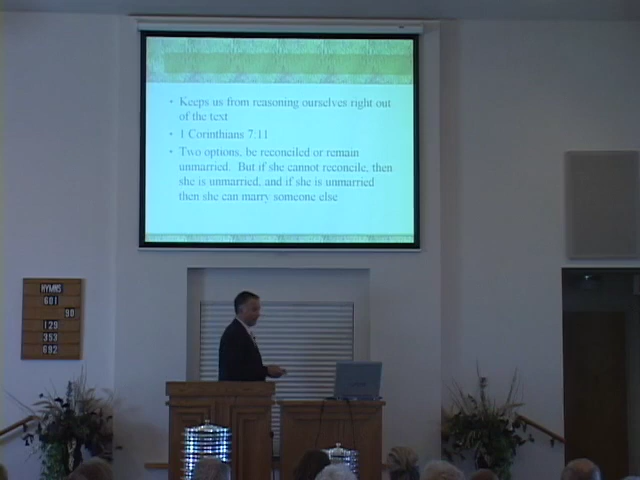 • Keeps us from reasoning ourselves right out
of the text
• 1 Corinthians 7:11
• Two options, be reconciled or remain
unmarried. But if she cannot reconcile, then
she is unmarried, and if she is unmarried
then she can marry someone else
HYMNS
601
90
129
353
692